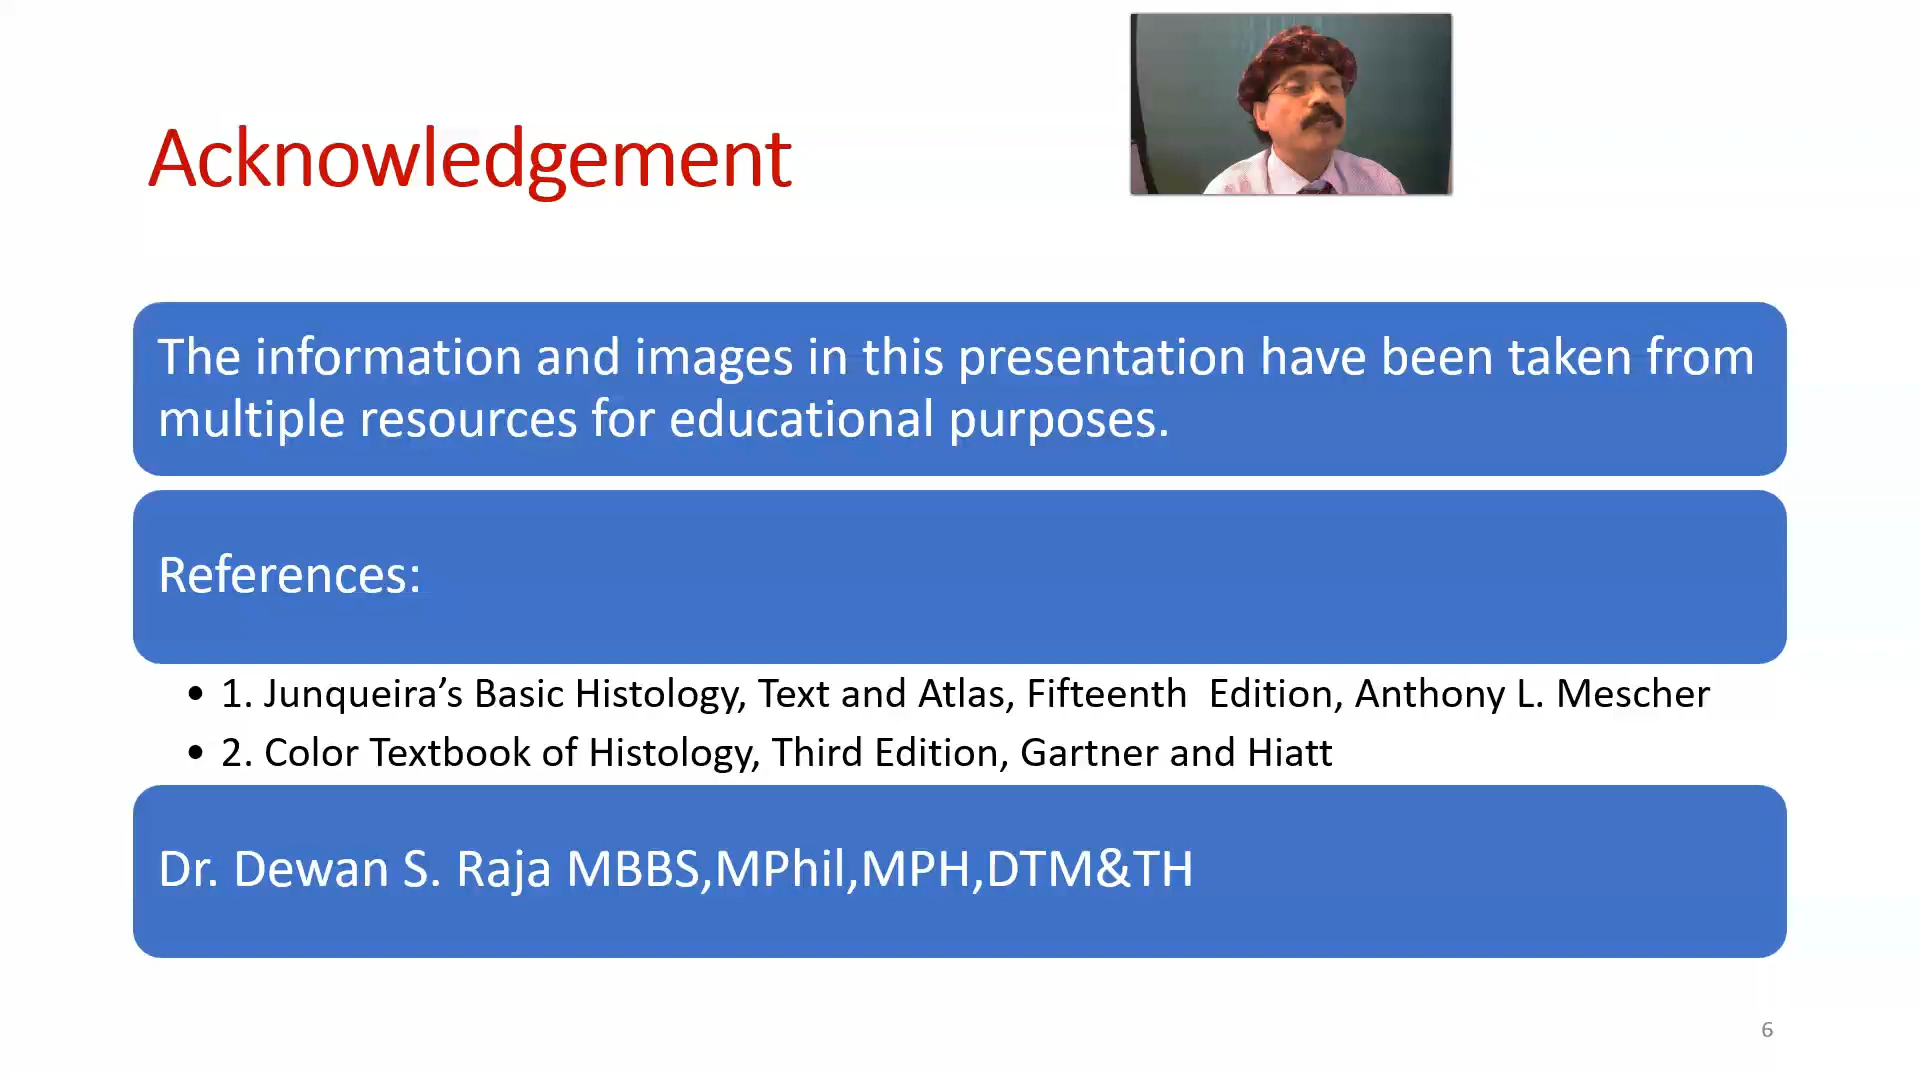 Acknowledgement
The information and images in this presentation have been taken from
multiple resources for educational purposes.
References:
• 1. Junqueira’s Basic Histology, Text and Atlas, Fifteenth  Edition, Anthony L. Mescher
• 2. Color Textbook of Histology, Third Edition, Gartner and Hiatt
Dr. Dewan S. Raja MBBS,MPhil,MPH,DTM&TH
6